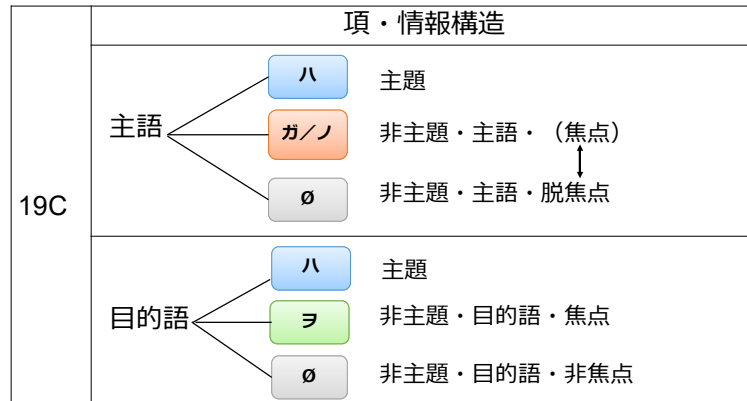 項・情報構造
19C
主語
ハ 主題
ガ／ノ 非主題・主語・（焦点）
Ø 非主題・主語・脱焦点
目的語
ハ 主題
ヲ 非主題・目的語・焦点
Ø 非主題・目的語・非焦点